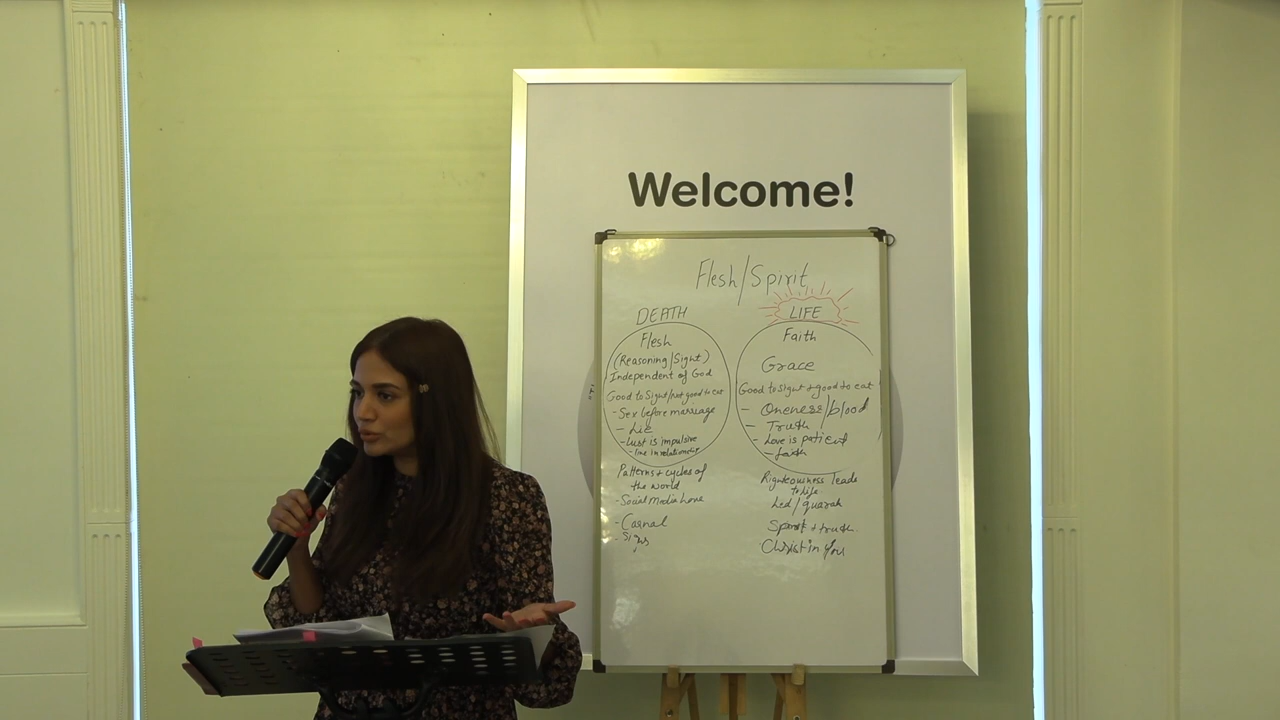 Welcome!
Flesh/Spirit
DEATH
Flesh
(Reasoning/Sight)
Independent of God
Good to Sight/not good to eat
- Sex before marriage
- Lie
- Lust is impulsive
- line in
Patterns + cycles of
the world
- Social Media
- Carnal
LIFE
Faith
Grace
Good to Sight + good to eat
- Oneness/blood
- Truth
- Love is patient
- faith
Righteousness leads
to life
Led/
Spirit + truth.
Christ in You